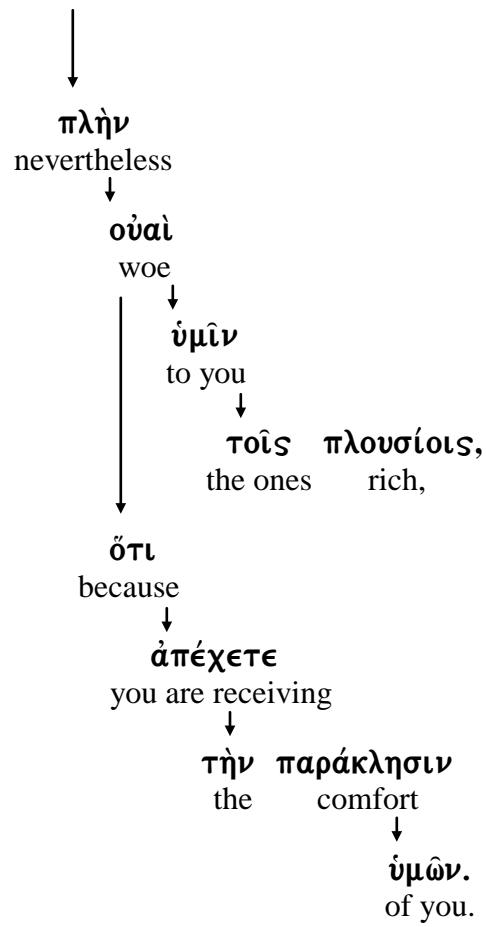 πλὴν
nevertheless
οὐαὶ
woe
ὑμῖν
to you
τοῖς πλουσίοις,
the ones rich,
ὅτι
because
ἀπέχετε
you are receiving
τὴν παράκλησιν
the comfort
ὑμῶν.
of you.